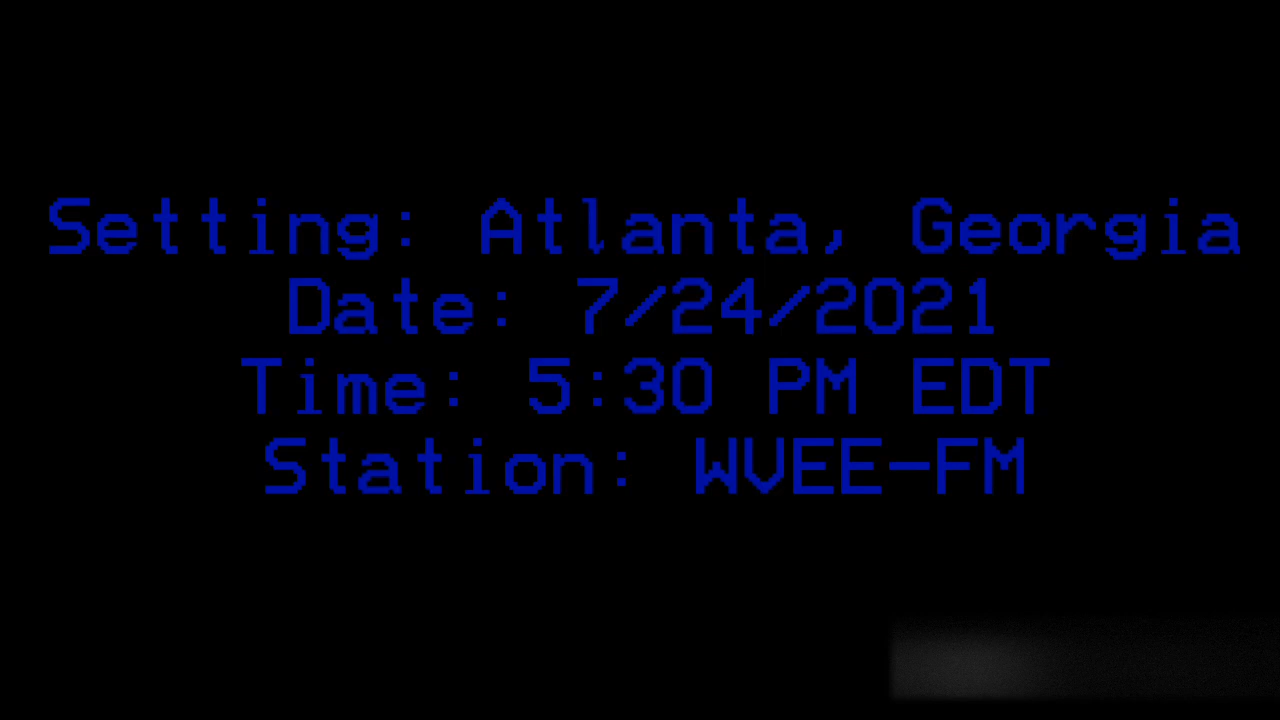 Setting: Atlanta, Georgia
Date: 7/24/2021
Time: 5:30 PM EDT
Station: WVEE-FM